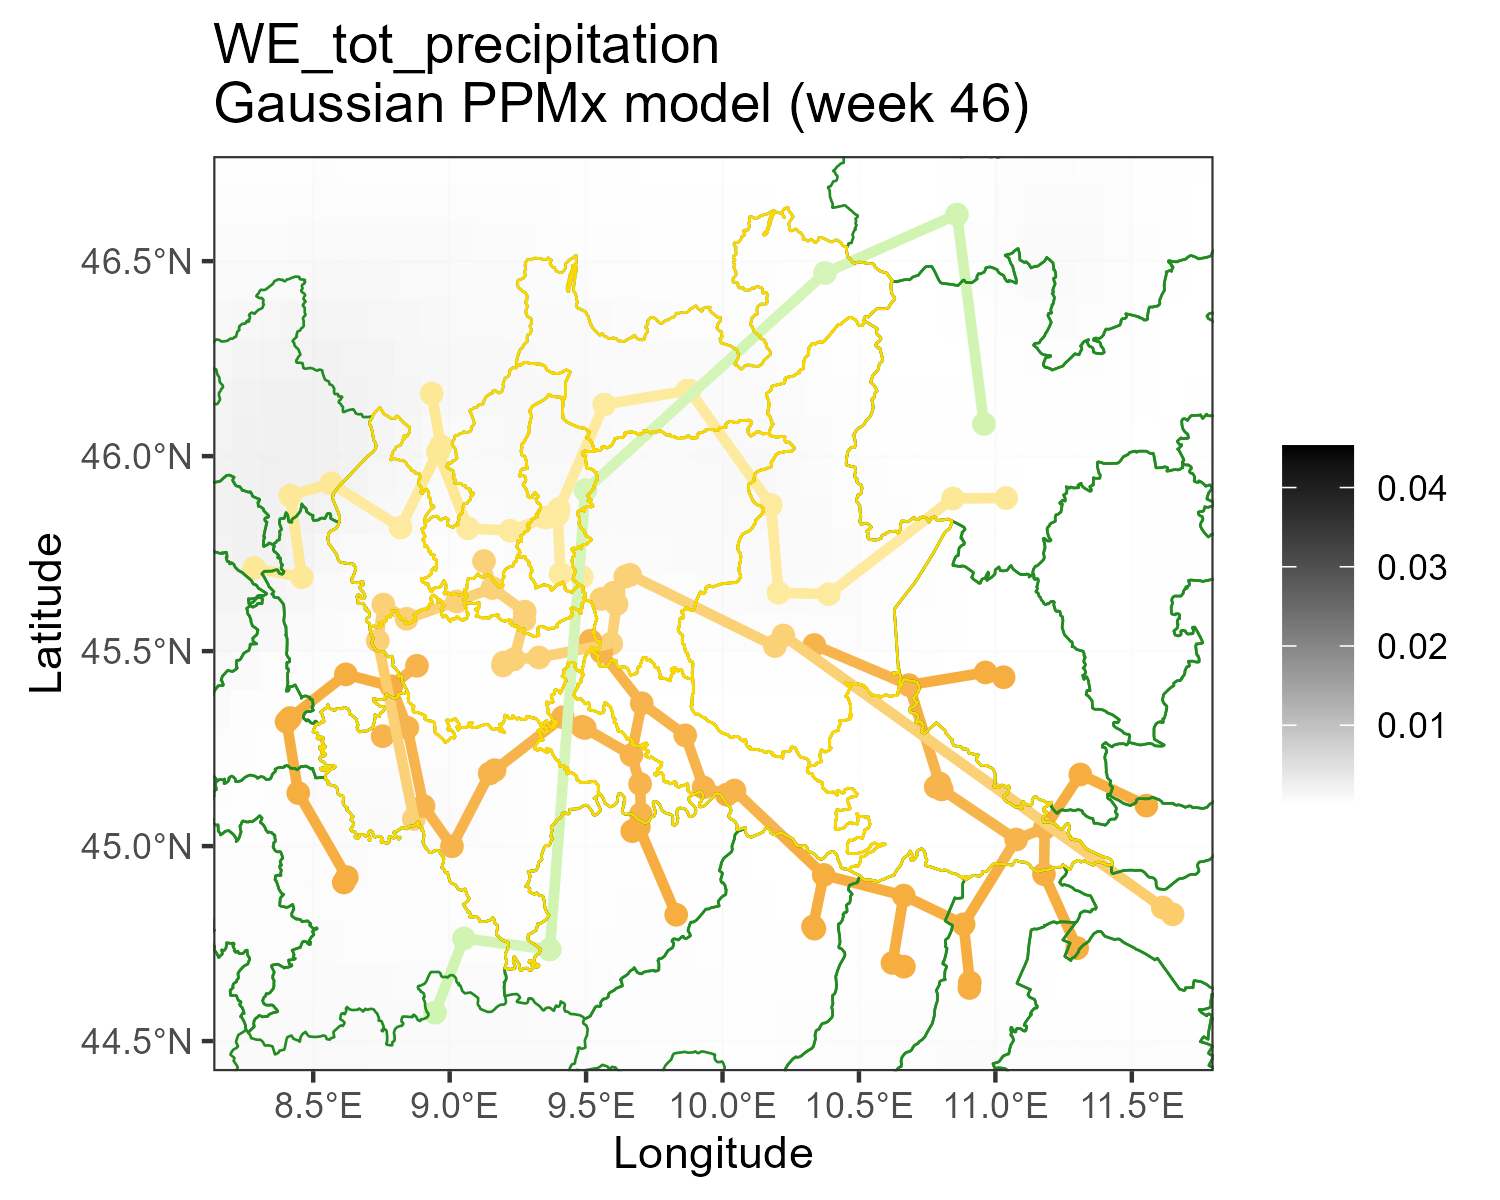 WE_tot_precipitation
Gaussian PPMx model (week 46)
46.5°N
46.0°N
45.5°N
45.0°N
44.5°N
Latitude
8.5°E 9.0°E 9.5°E 10.0°E 10.5°E 11.0°E 11.5°E
Longitude
0.04
0.03
0.02
0.01